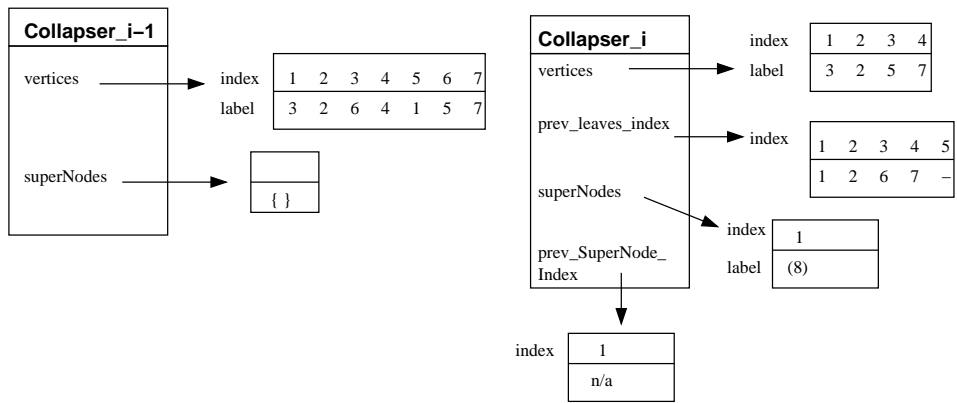 Collapser_i−1
vertices
index 1 2 3 4 5 6 7
label 3 2 6 4 1 5 7
superNodes
{ }
Collapser_i
vertices
index 1 2 3 4
label 3 2 5 7
prev_leaves_index
index 1 2 3 4 5
1 2 6 7 −
superNodes
index 1
label (8)
prev_SuperNode_
Index
index 1
n/a